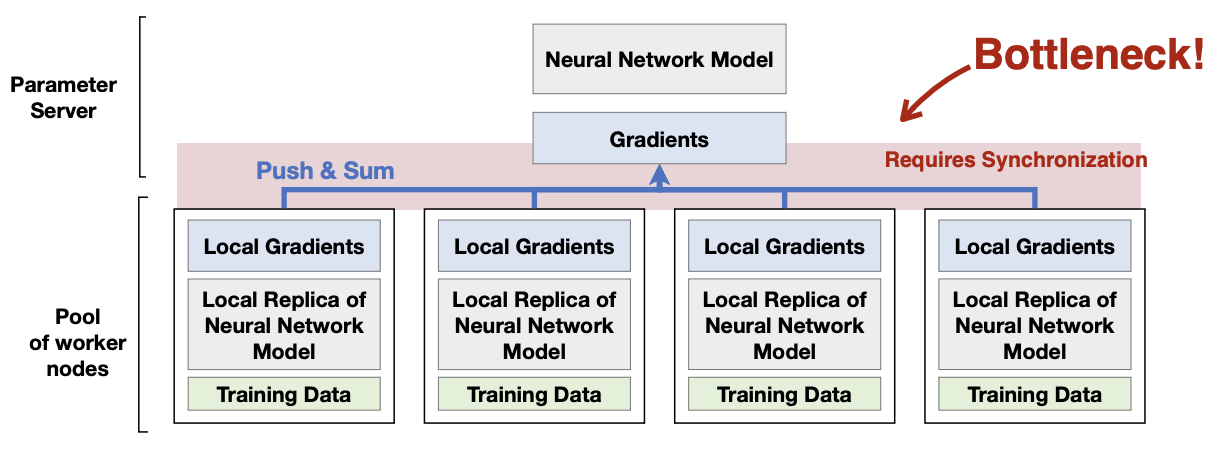 Neural Network Model
Bottleneck!
Parameter
Server
Gradients
Push & Sum
Requires Synchronization
Local Gradients
Local Gradients
Local Gradients
Local Gradients
Pool
of worker
nodes
Local Replica of
Neural Network
Model
Local Replica of
Neural Network
Model
Local Replica of
Neural Network
Model
Local Replica of
Neural Network
Model
Training Data
Training Data
Training Data
Training Data